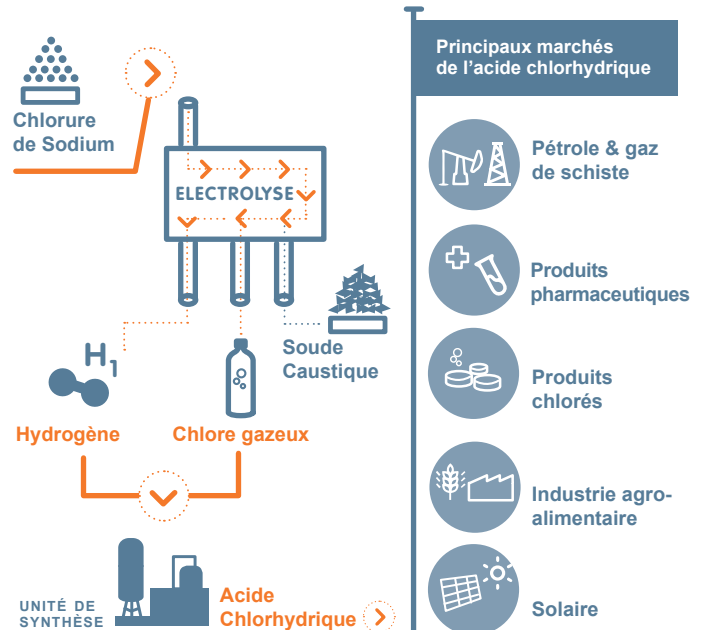 Chlorure
de Sodium
ELECTROLYSE
Soude
Caustique
H1
Hydrogène
Chlore gazeux
UNITÉ DE
SYNTHÈSE
Acide
Chlorhydrique
Principaux marchés
de l’acide chlorhydrique
Pétrole & gaz
de schiste
Produits
pharmaceutiques
Produits
chlorés
Industrie agro-
alimentaire
Solaire